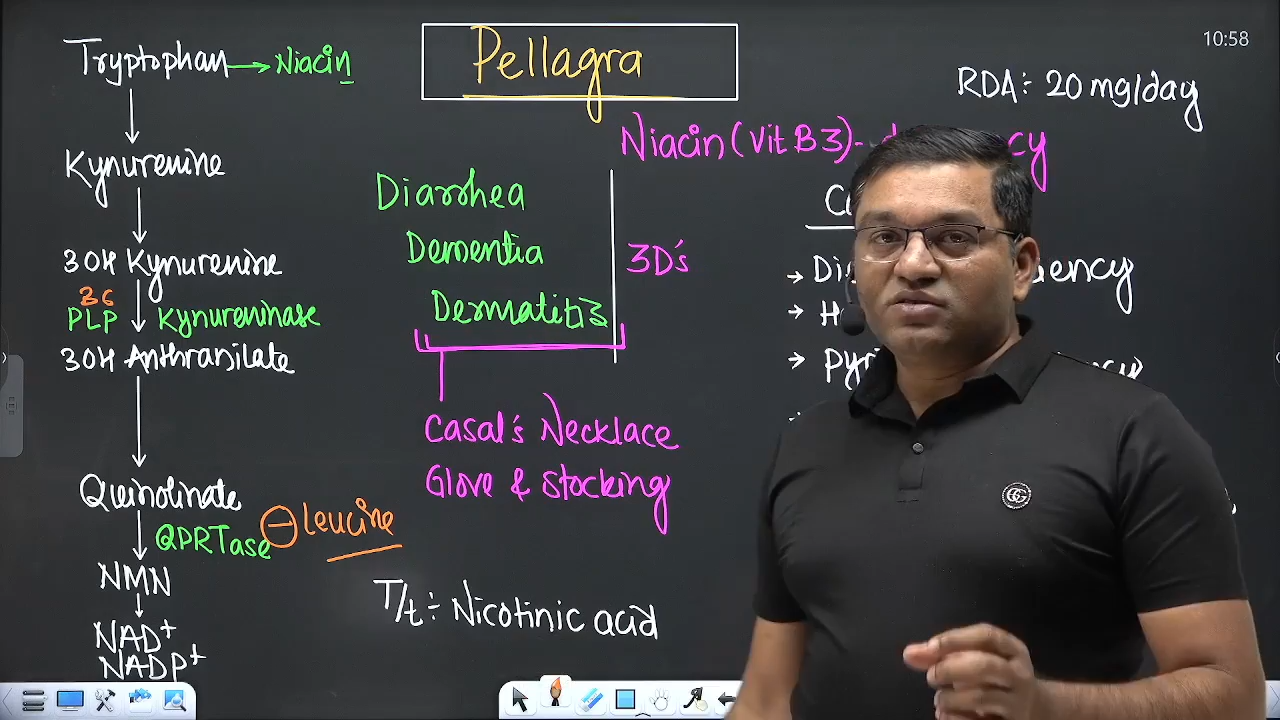 10:58
Pellagra
Tryptophan → Niacin
RDA: 20 mg/day
Niacin (Vit B3)-
Kynurenine
Diarrhea
Dementia
Dermatitis
3D's
3OH Kynurenine
B6
PLP Kynureninase
3OH Anthranilate
Casal's Necklace
Glove & Stocking
Quinolinate
QPRTase ⊖ leucine
NMN
NAD+
NADP+
T/t: Nicotinic acid